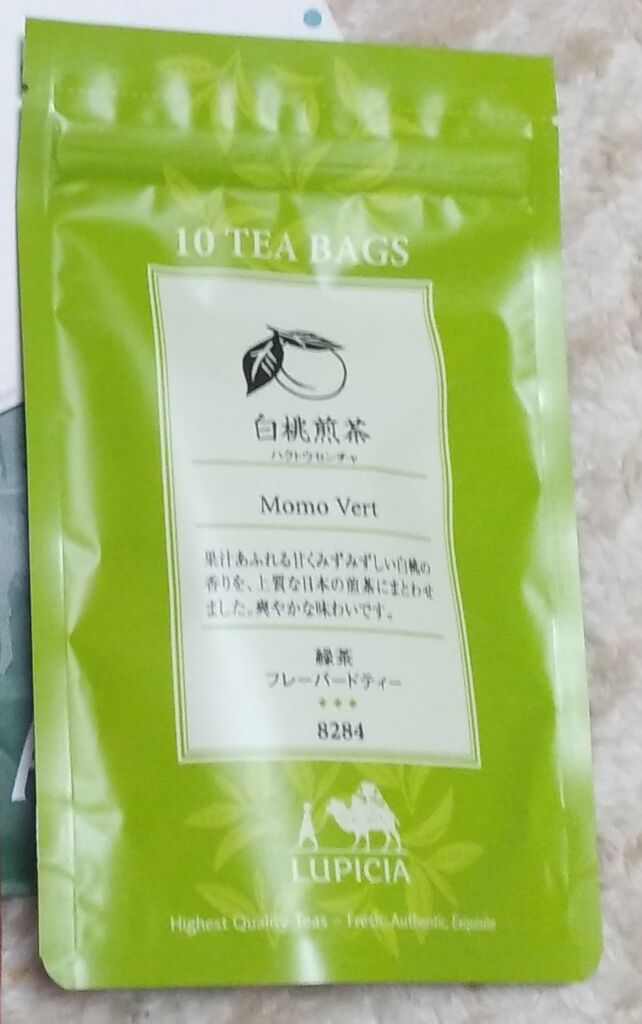 10 TEA BAGS
白桃煎茶
ハクトウセンチャ
Momo Vert
果汁あふれる甘くみずみずしい白桃の
香りを、上質な日本の煎茶にまとわせ
ました。爽やかな味わいです。
緑茶
フレーバードティー
8284
LUPICIA
Highest Quality Teas – Fresh, Authentic, Exquisite